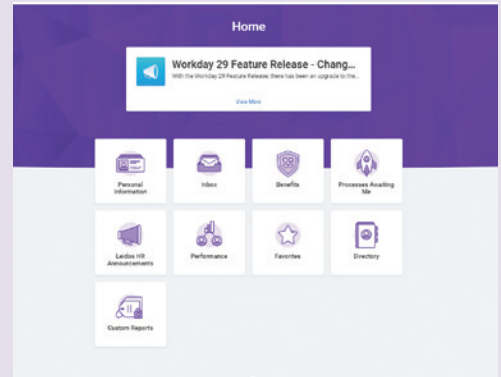 Home
Workday 29 Feature Release - Chang...
With the Workday 29 Feature Release, there has been an upgrade to the...
View More
Personal
Information
Inbox
Benefits
Processes Awaiting
Me
Leidos HR
Announcements
Performance
Favorites
Directory
Custom Reports